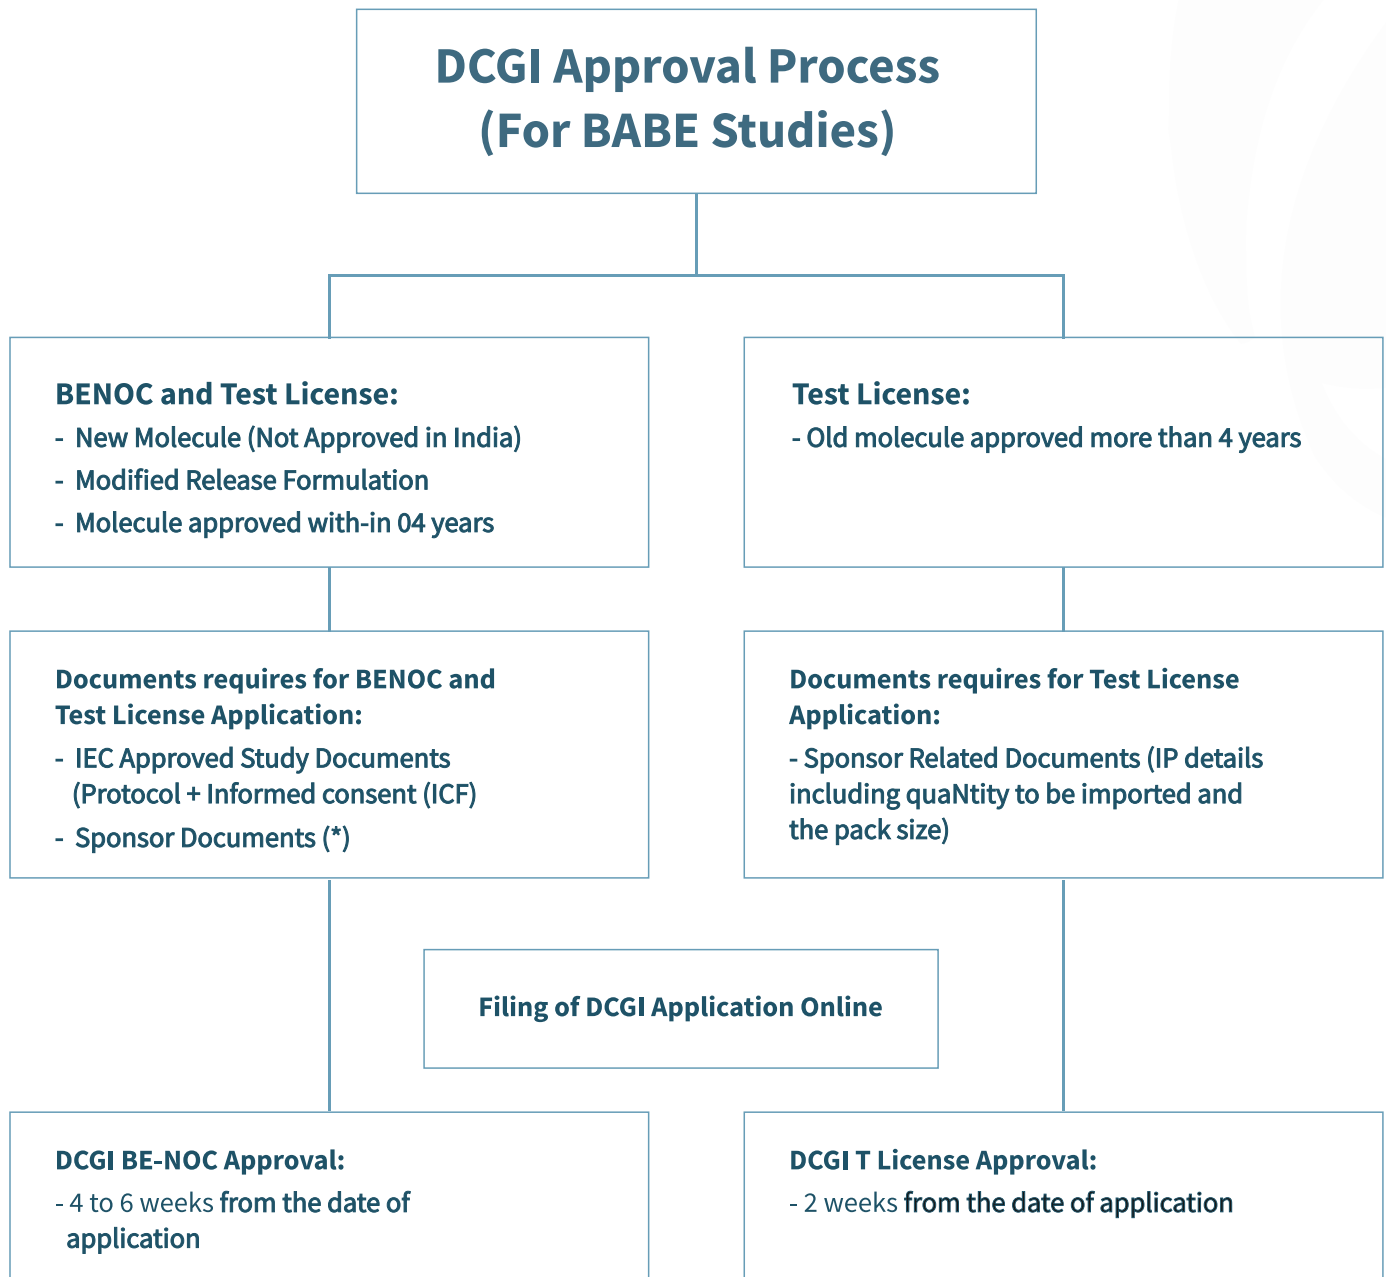 DCGI Approval Process
(For BABE Studies)
BENOC and Test License:
- New Molecule (Not Approved in India)
- Modified Release Formulation
- Molecule approved with-in 04 years
Test License:
- Old molecule approved more than 4 years
Documents requires for BENOC and
Test License Application:
- IEC Approved Study Documents
(Protocol + Informed consent (ICF)
- Sponsor Documents (*)
Documents requires for Test License
Application:
- Sponsor Related Documents (IP details
including quaNtity to be imported and
the pack size)
Filing of DCGI Application Online
DCGI BE-NOC Approval:
- 4 to 6 weeks from the date of
application
DCGI T License Approval:
- 2 weeks from the date of application